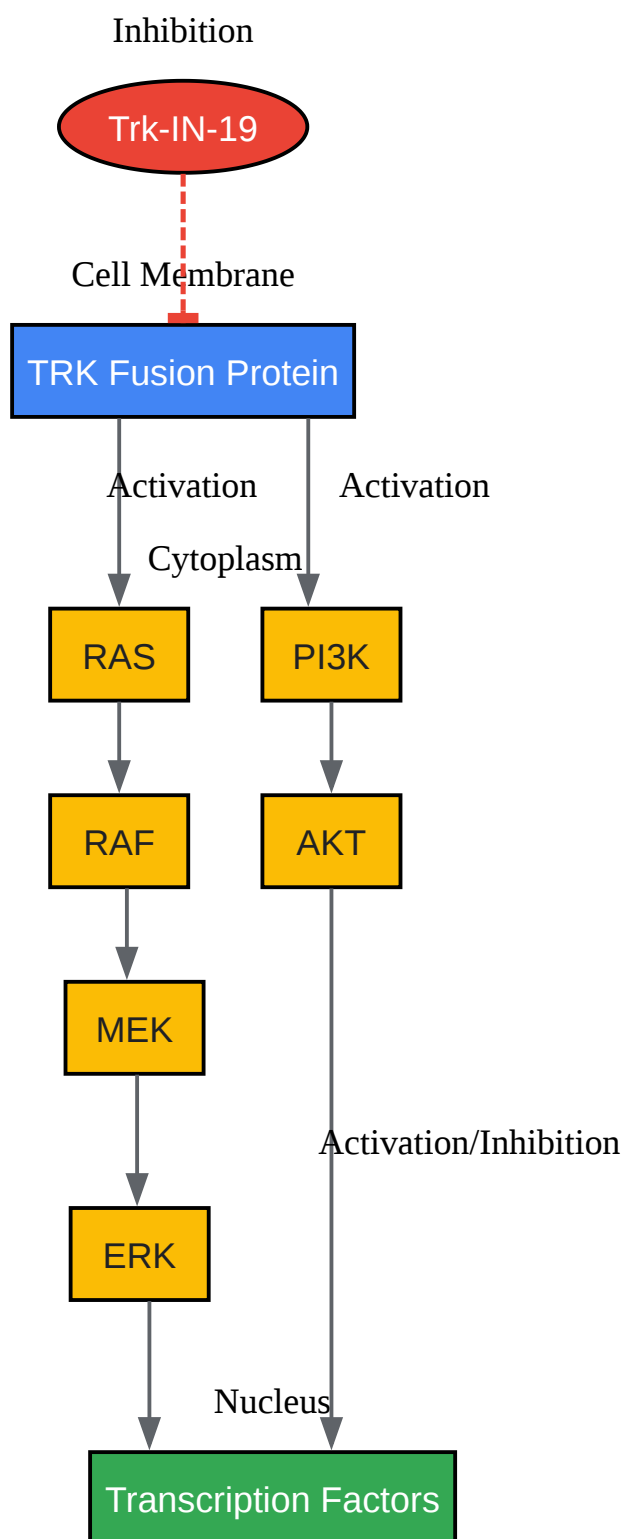 Inhibition
Trk-IN-19
Cell Membrane
TRK Fusion Protein
Activation
Activation
Cytoplasm
RAS
PI3K
RAF
AKT
MEK
Activation/Inhibition
ERK
Nucleus
Transcription Factors